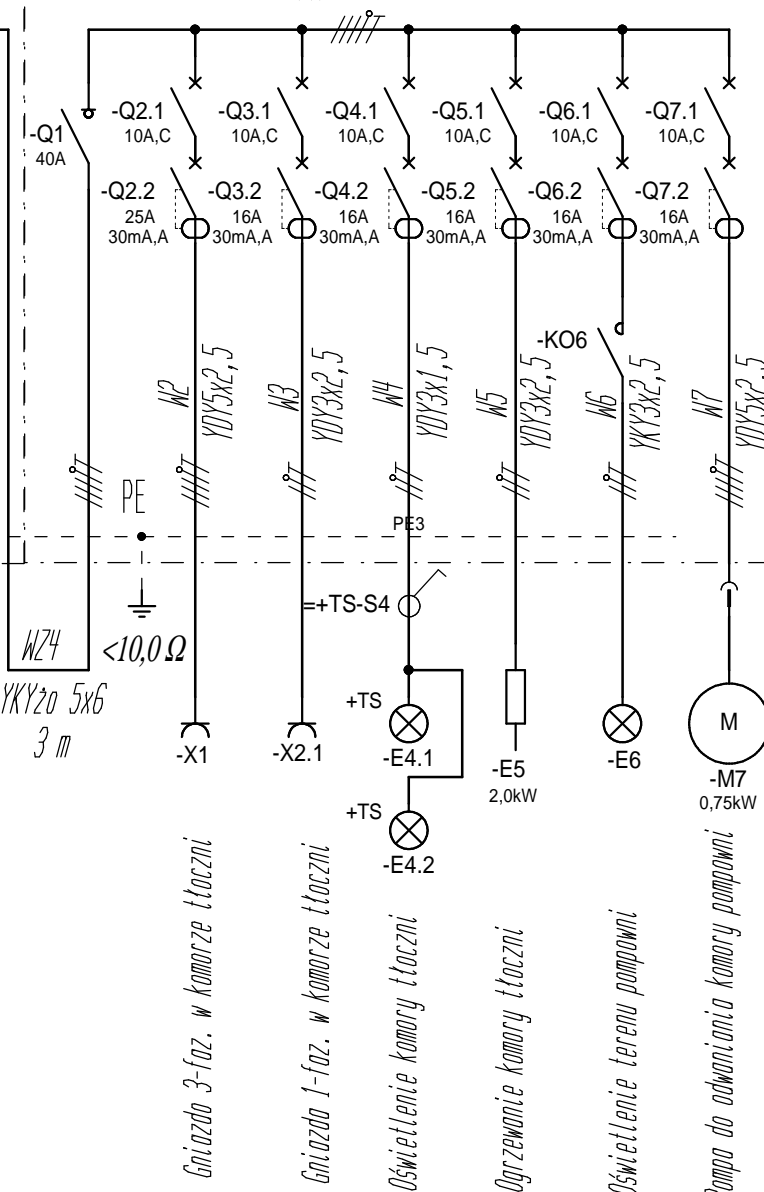 -Q1
40A
-Q2.1
10A,C
-Q3.1
10A,C
-Q4.1
10A,C
-Q5.1
10A,C
-Q6.1
10A,C
-Q7.1
10A,C
-Q2.2
25A
30mA,A
-Q3.2
16A
30mA,A
-Q4.2
16A
30mA,A
-Q5.2
16A
30mA,A
-Q6.2
16A
30mA,A
-Q7.2
16A
30mA,A
-KO6
W2
YDY5x2,5
W3
YDY3x2,5
W4
YDY3x1,5
W5
YDY3x2,5
W6
YKY3x2,5
W7
YDY5x2,5
PE
PE3
=+TS-S4
<10,0 Ω
WZ4
YKYżo 5x6
3 m
-X1
-X2.1
+TS
-E4.1
+TS
-E4.2
-E5
2,0kW
-E6
M
-M7
0,75kW
Gniazdo 3-faz. w komorze tłoczni
Gniazdo 1-faz. w komorze tłoczni
Oświetlenie komory tłoczni
Ogrzewanie komory tłoczni
Oświetlenie terenu pompowni
Pompa do odwaniania komory pompowni